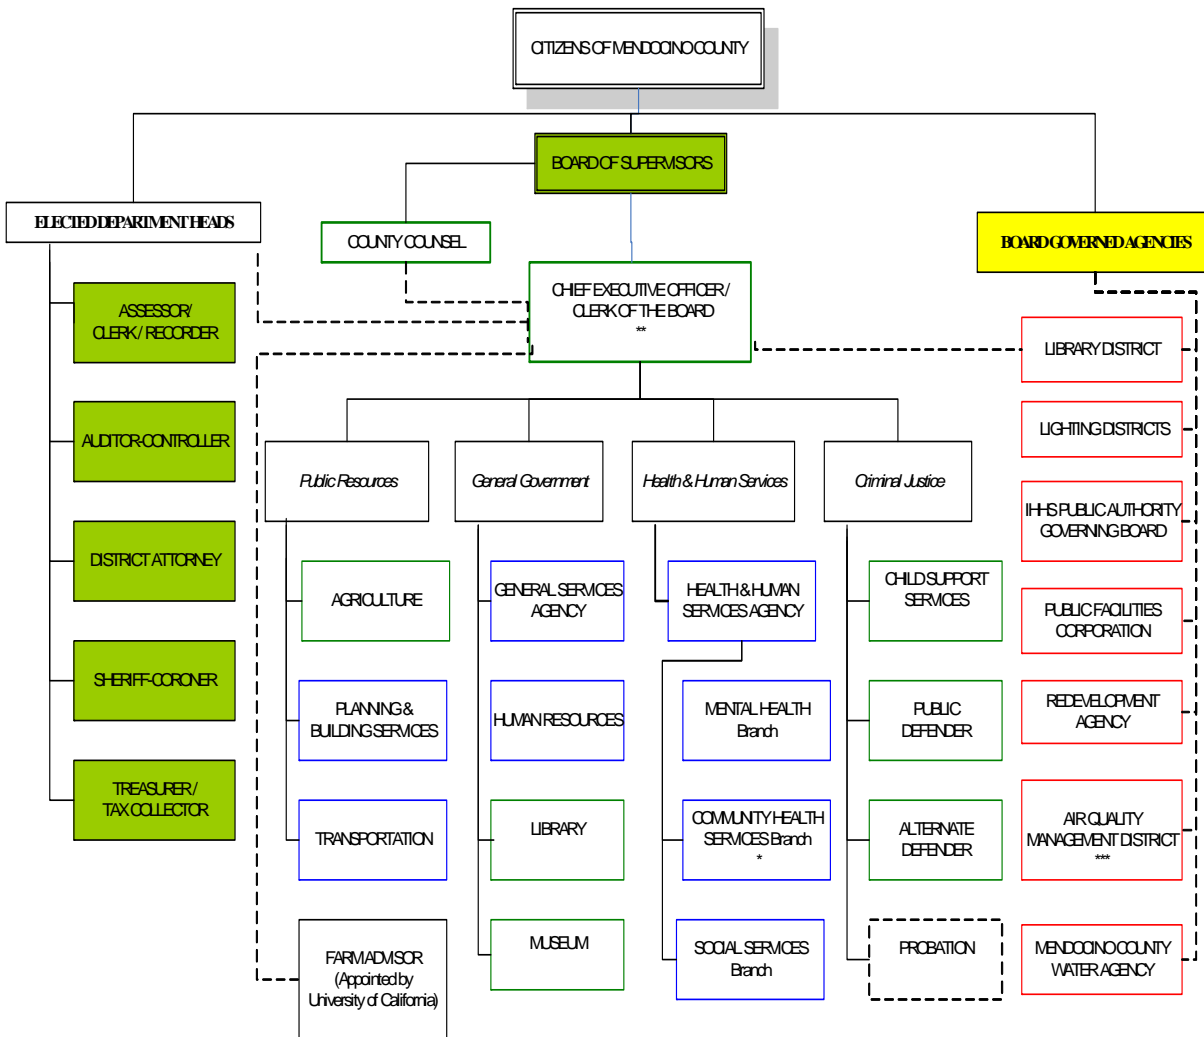 CITIZENS OF MENDOCINO COUNTY
BOARD OF SUPERVISORS
ELECTED DEPARTMENT HEADS
COUNTY COUNSEL
BOARD GOVERNED AGENCIES
CHIEF EXECUTIVE OFFICER /
CLERK OF THE BOARD
**
ASSESSOR/
CLERK / RECORDER
AUDITOR-CONTROLLER
DISTRICT ATTORNEY
SHERIFF-CORONER
TREASURER /
TAX COLLECTOR
Public Resources
AGRICULTURE
PLANNING &
BUILDING SERVICES
TRANSPORTATION
FARM ADVISOR
(Appointed by
University of California)
General Government
GENERAL SERVICES
AGENCY
HUMAN RESOURCES
LIBRARY
MUSEUM
Health & Human Services
HEALTH & HUMAN
SERVICES AGENCY
MENTAL HEALTH
Branch
COMMUNITY HEALTH
SERVICES Branch
*
SOCIAL SERVICES
Branch
Criminal Justice
CHILD SUPPORT
SERVICES
PUBLIC
DEFENDER
ALTERNATE
DEFENDER
PROBATION
LIBRARY DISTRICT
LIGHTING DISTRICTS
IHHS PUBLIC AUTHORITY
GOVERNING BOARD
PUBLIC FACILITIES
CORPORATION
REDEVELOPMENT
AGENCY
AIR QUALITY
MANAGEMENT DISTRICT
***
MENDOCINO COUNTY
WATER AGENCY